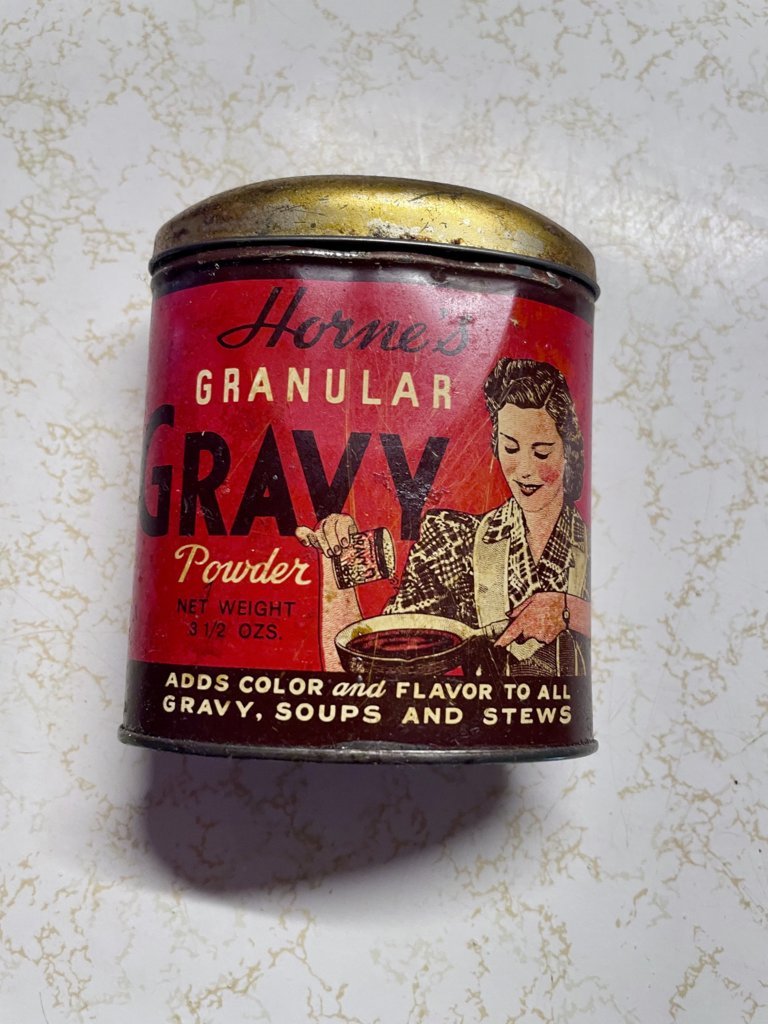 Horne's
GRANULAR
GRAVY
Powder
NET WEIGHT
3 1/2 OZS.
ADDS COLOR and FLAVOR TO ALL
GRAVY, SOUPS AND STEWS